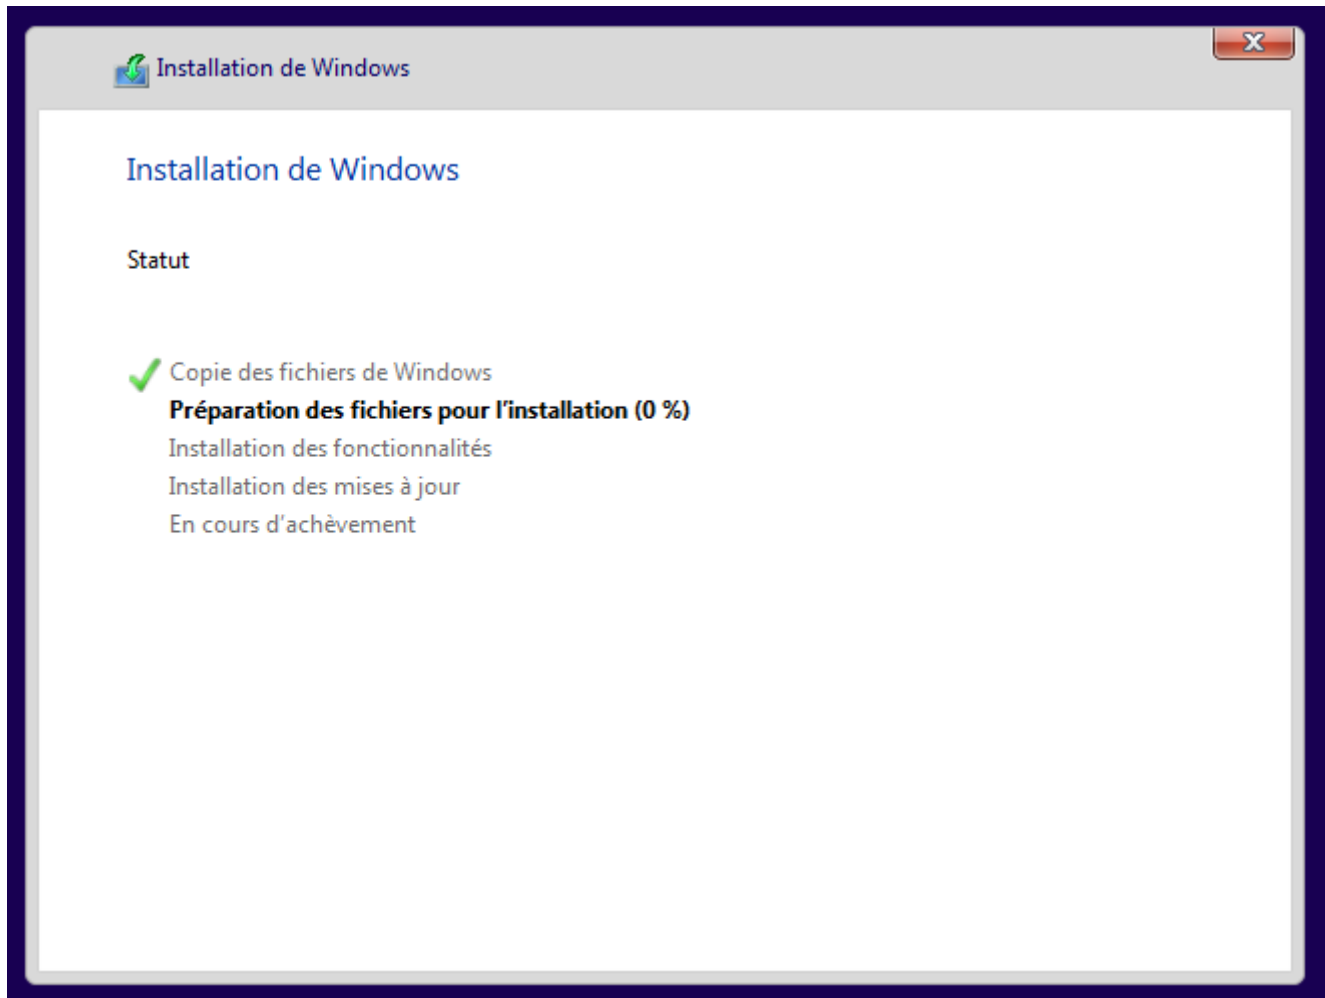 Installation de Windows
Installation de Windows
Statut
Copie des fichiers de Windows
Préparation des fichiers pour l'installation (0 %)
Installation des fonctionnalités
Installation des mises à jour
En cours d'achèvement